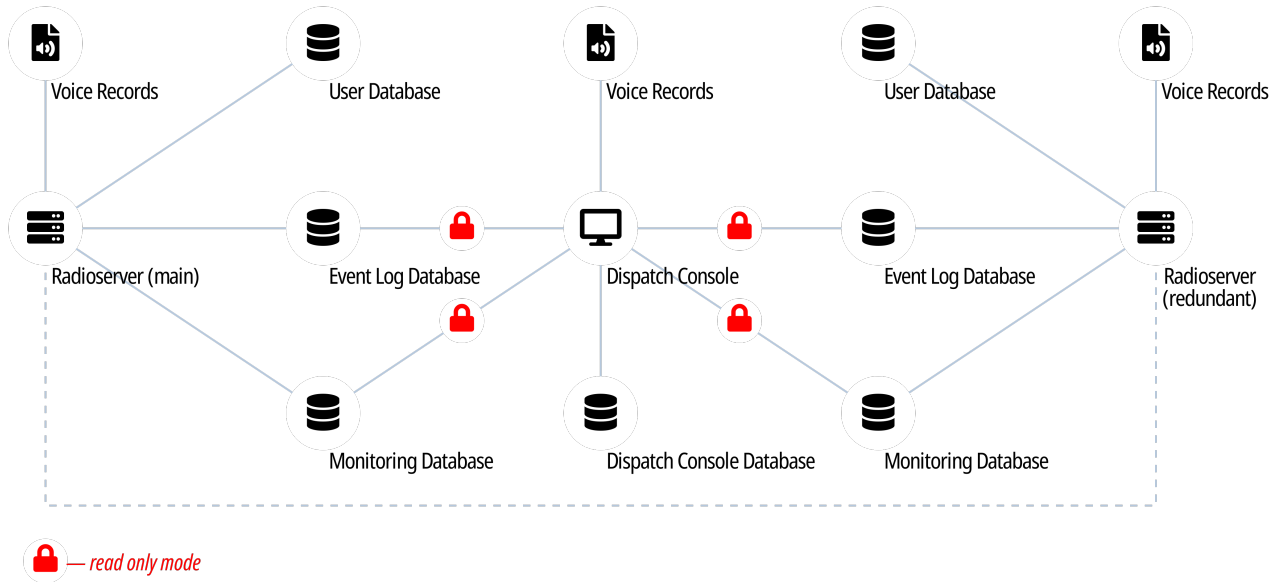 Voice Records
User Database
Voice Records
User Database
Voice Records
Radioserver (main)
Event Log Database
Dispatch Console
Event Log Database
Radioserver
(redundant)
Monitoring Database
Dispatch Console Database
Monitoring Database
— read only mode